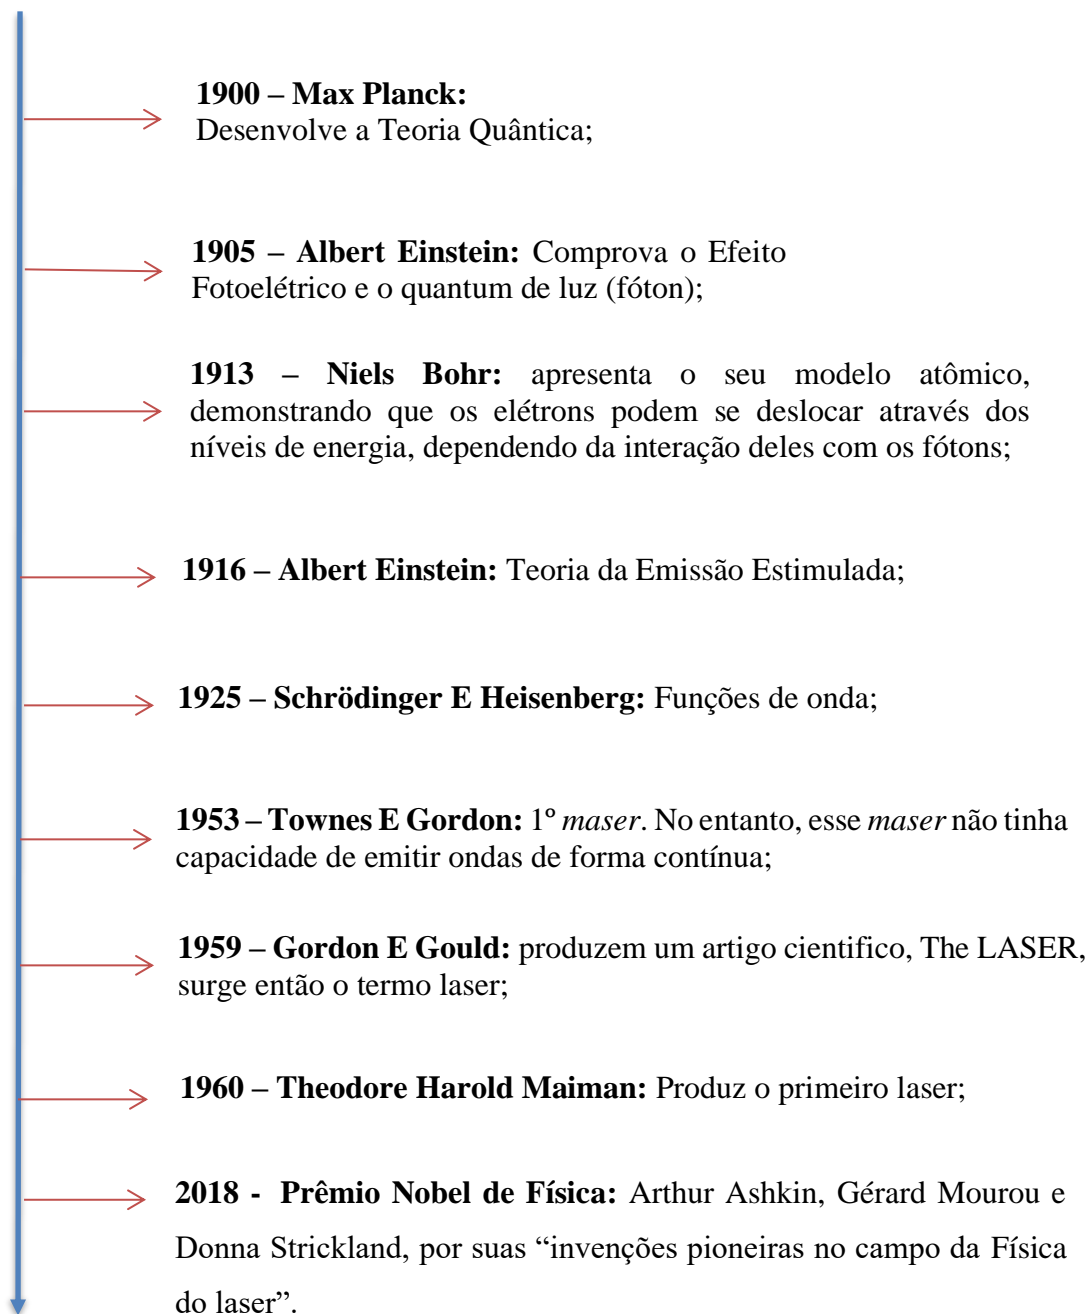 1900 – Max Planck:
Desenvolve a Teoria Quântica;
1905 – Albert Einstein: Comprova o Efeito
Fotoelétrico e o quantum de luz (fóton);
1913 – Niels Bohr: apresenta o seu modelo atômico,
demonstrando que os elétrons podem se deslocar através dos
níveis de energia, dependendo da interação deles com os fótons;
1916 – Albert Einstein: Teoria da Emissão Estimulada;
1925 – Schrödinger E Heisenberg: Funções de onda;
1953 – Townes E Gordon: 1º maser. No entanto, esse maser não tinha
capacidade de emitir ondas de forma contínua;
1959 – Gordon E Gould: produzem um artigo cientifico, The LASER,
surge então o termo laser;
1960 – Theodore Harold Maiman: Produz o primeiro laser;
2018 - Prêmio Nobel de Física: Arthur Ashkin, Gérard Mourou e
Donna Strickland, por suas “invenções pioneiras no campo da Física
do laser”.